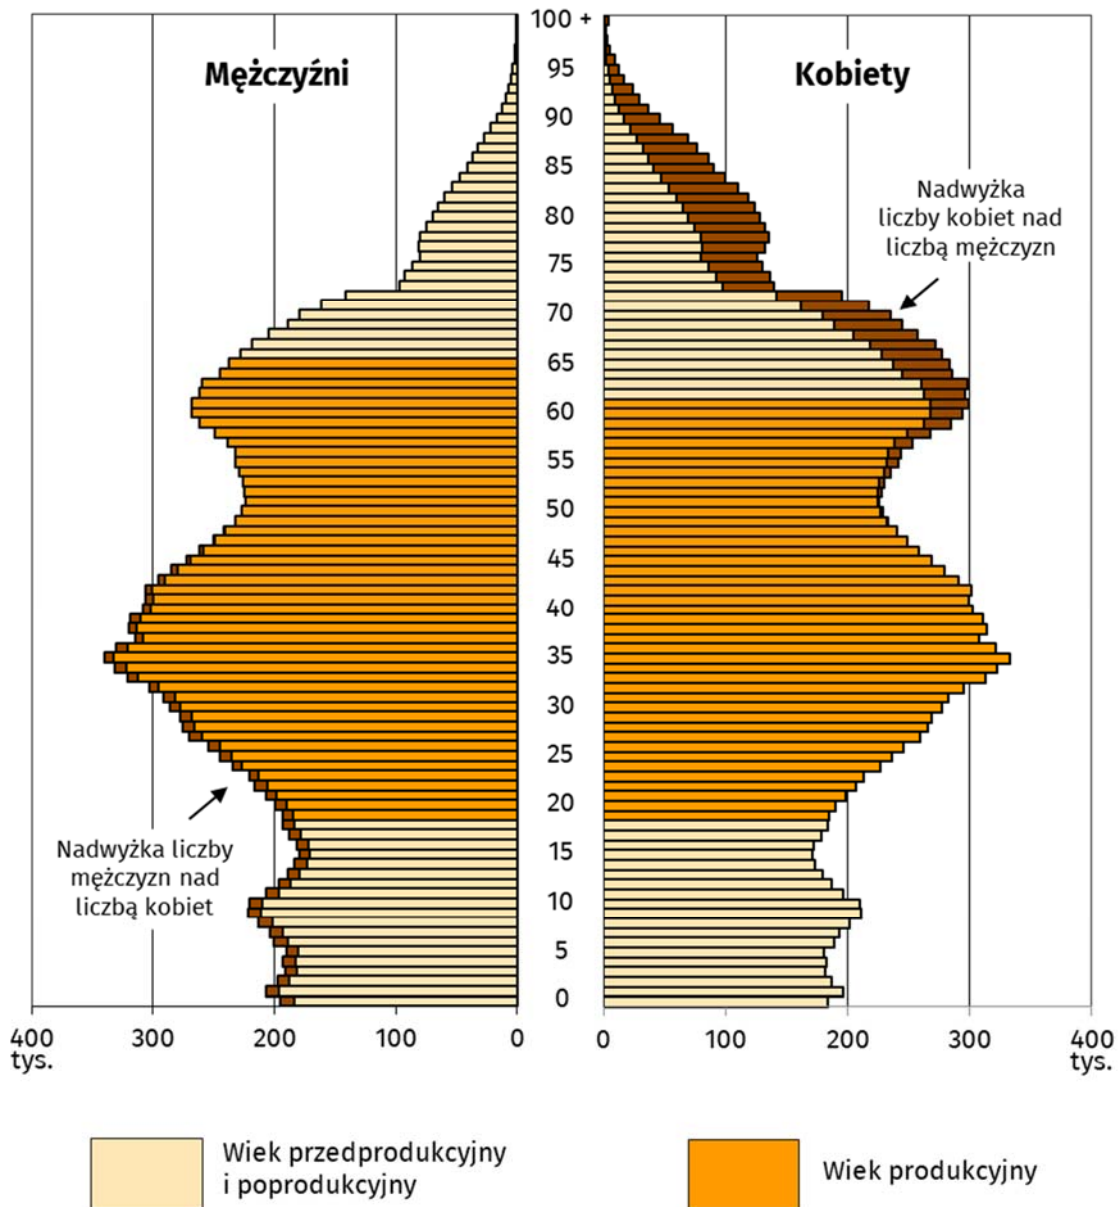 Mężczyźni
Kobiety
100 +
95
90
85
80
75
70
65
60
55
50
45
40
35
30
25
20
15
10
5
0
Nadwyżka
liczby kobiet nad
liczbą mężczyzn
Nadwyżka liczby
mężczyzn nad
liczbą kobiet
400 300 200 100 0
tys.
0 100 200 300 400
tys.
Wiek przedprodukcyjny
i poprodukcyjny
Wiek produkcyjny